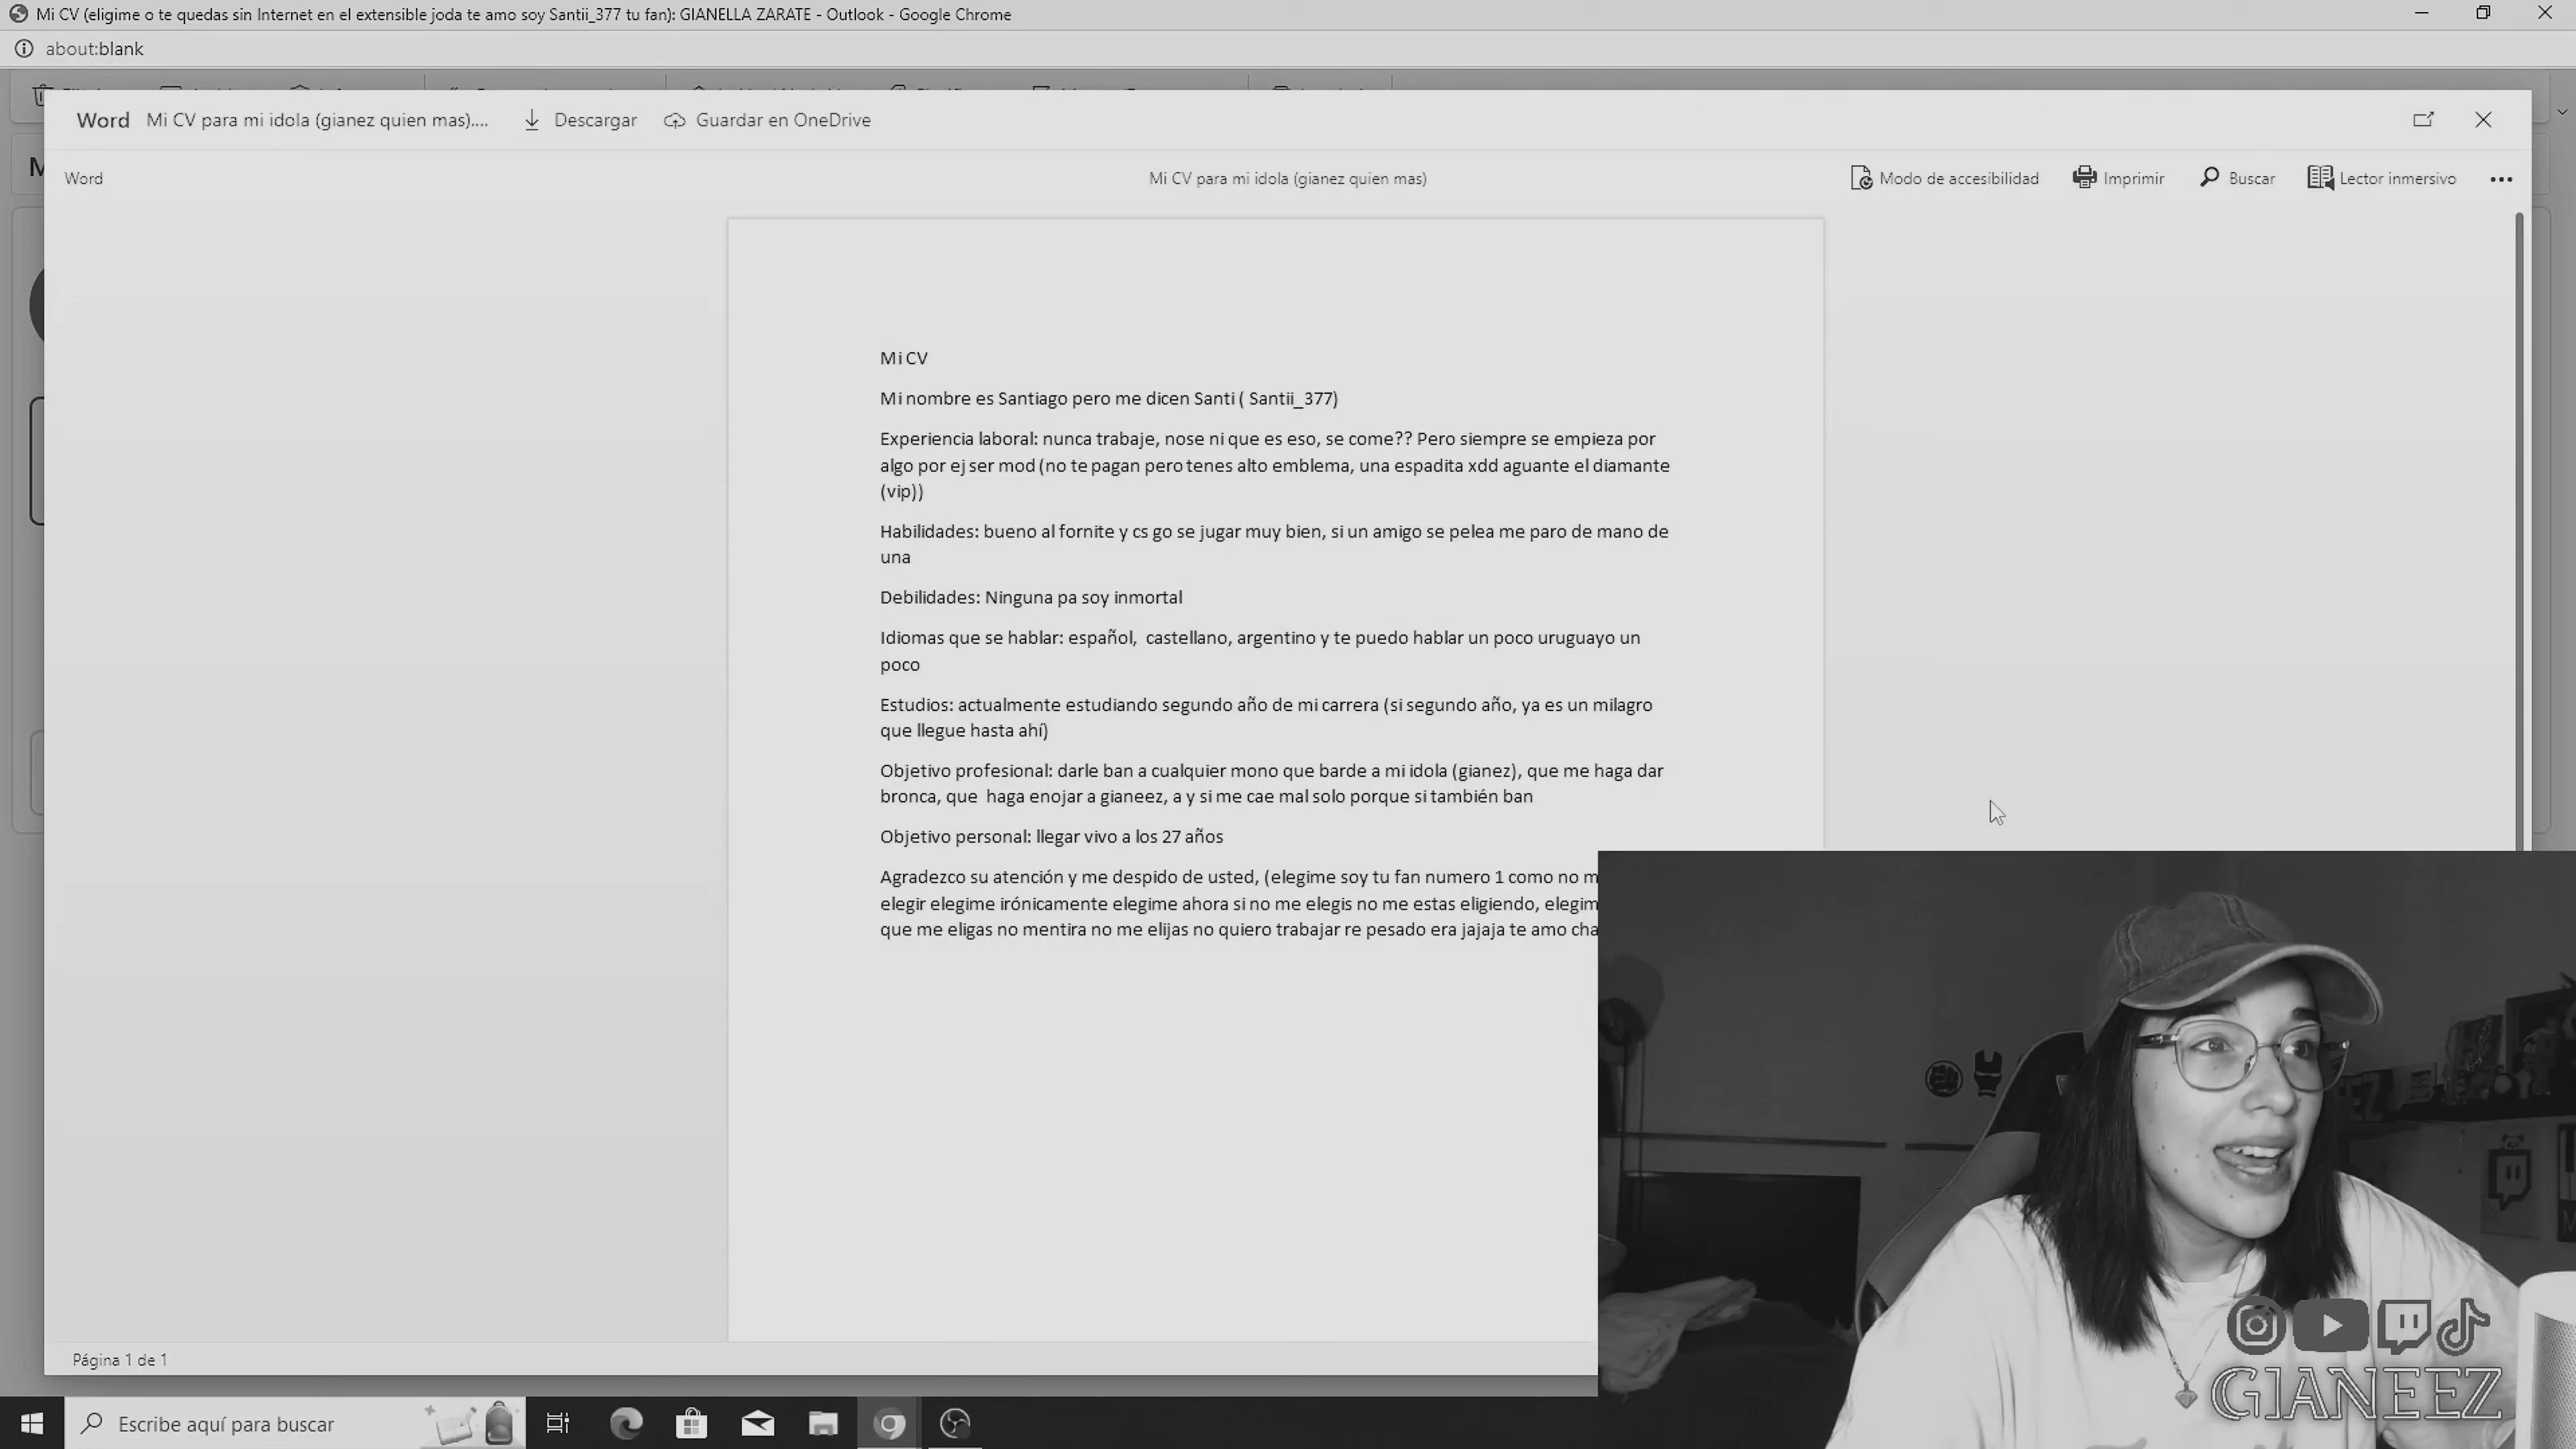 Mi CV (eligime o te quedas sin Internet en el extensible joda te amo soy Santii_377 tu fan): GIANELLA ZARATE - Outlook - Google Chrome
about:blank
Word Mi CV para mi idola (gianez quien mas).... Descargar Guardar en OneDrive
Word Mi CV para mi idola (gianez quien mas) Modo de accesibilidad Imprimir Buscar Lector inmersivo
Mi CV
Mi nombre es Santiago pero me dicen Santi ( Santii_377)
Experiencia laboral: nunca trabaje, nose ni que es eso, se come?? Pero siempre se empieza por
algo por ej ser mod (no te pagan pero tenes alto emblema, una espadita xdd aguante el diamante
(vip))
Habilidades: bueno al fornite y cs go se jugar muy bien, si un amigo se pelea me paro de mano de
una
Debilidades: Ninguna pa soy inmortal
Idiomas que se hablar: español,  castellano, argentino y te puedo hablar un poco uruguayo un
poco
Estudios: actualmente estudiando segundo año de mi carrera (si segundo año, ya es un milagro
que llegue hasta ahí)
Objetivo profesional: darle ban a cualquier mono que barde a mi idola (gianez), que me haga dar
bronca, que  haga enojar a gianeez, a y si me cae mal solo porque si también ban
Objetivo personal: llegar vivo a los 27 años
Agradezco su atención y me despido de usted, (elegime soy tu fan numero 1 como no m
elegir elegime irónicamente elegime ahora si no me elegis no me estas eligiendo, elegim
que me eligas no mentira no me elijas no quiero trabajar re pesado era jajaja te amo cha
GIANEEZ
Página 1 de 1
Escribe aquí para buscar